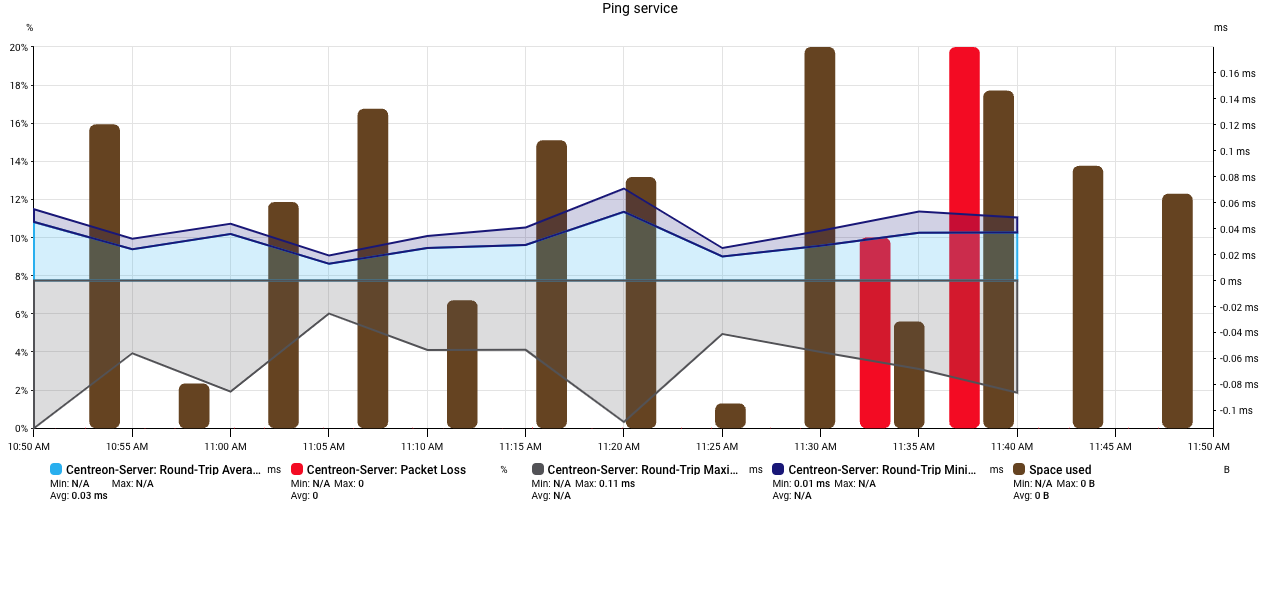 Ping service
% ms
20%
18% 0.16 ms
16% 0.14 ms
0.12 ms
14% 0.1 ms
12% 0.08 ms
0.06 ms
10% 0.04 ms
8% 0.02 ms
0 ms
6% -0.02 ms
4% -0.04 ms
-0.06 ms
2% -0.08 ms
0% -0.1 ms
10:50 AM 10:55 AM 11:00 AM 11:05 AM 11:10 AM 11:15 AM 11:20 AM 11:25 AM 11:30 AM 11:35 AM 11:40 AM 11:45 AM 11:50 AM
Centreon-Server: Round-Trip Avera... ms Centreon-Server: Packet Loss % Centreon-Server: Round-Trip Maxi... ms Centreon-Server: Round-Trip Mini... ms Space used B
Min: N/A Max: N/A Min: N/A Max: 0 Min: N/A Max: 0.11 ms Min: 0.01 ms Max: N/A Min: N/A Max: 0 B
Avg: 0.03 ms Avg: 0 Avg: N/A Avg: N/A Avg: 0 B